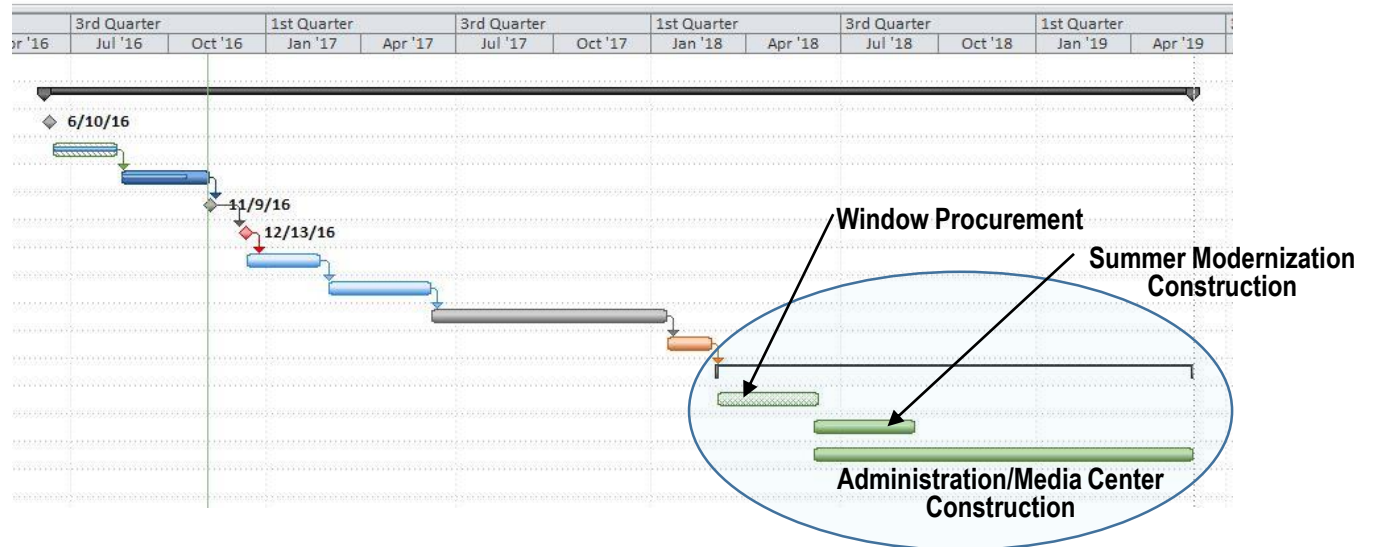 3rd Quarter 1st Quarter 3rd Quarter 1st Quarter 3rd Quarter 1st Quarter
'16 Jul '16 Oct '16 Jan '17 Apr '17 Jul '17 Oct '17 Jan '18 Apr '18 Jul '18 Oct '18 Jan '19 Apr '19
6/10/16
11/9/16
12/13/16
Window Procurement
Summer Modernization
Construction
Administration/Media Center
Construction